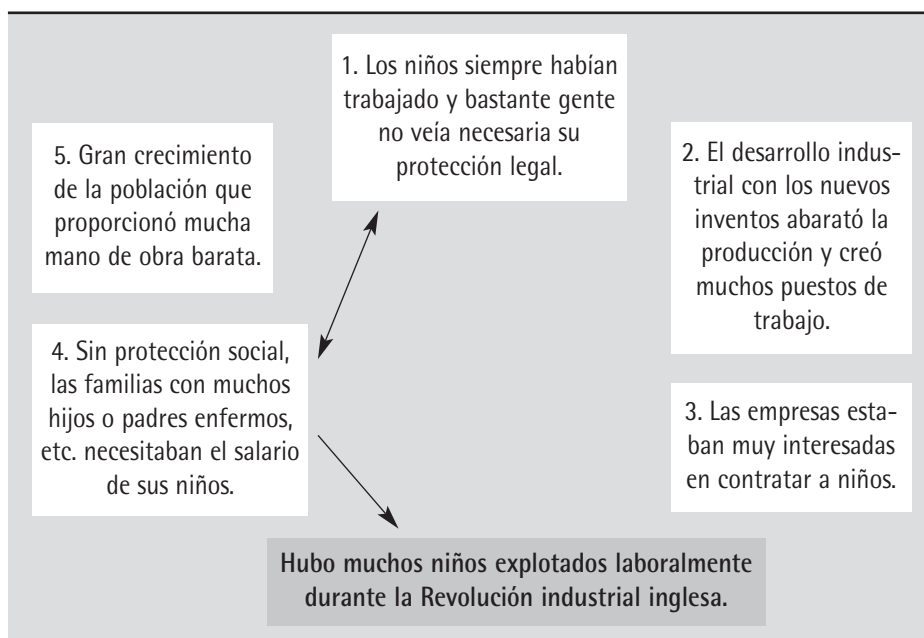 1. Los niños siempre habían
trabajado y bastante gente
no veía necesaria su
protección legal.
2. El desarrollo indus-
trial con los nuevos
inventos abarató la
producción y creó
muchos puestos de
trabajo.
3. Las empresas esta-
ban muy interesadas
en contratar a niños.
4. Sin protección social,
las familias con muchos
hijos o padres enfermos,
etc. necesitaban el salario
de sus niños.
5. Gran crecimiento
de la población que
proporcionó mucha
mano de obra barata.
Hubo muchos niños explotados laboralmente
durante la Revolución industrial inglesa.